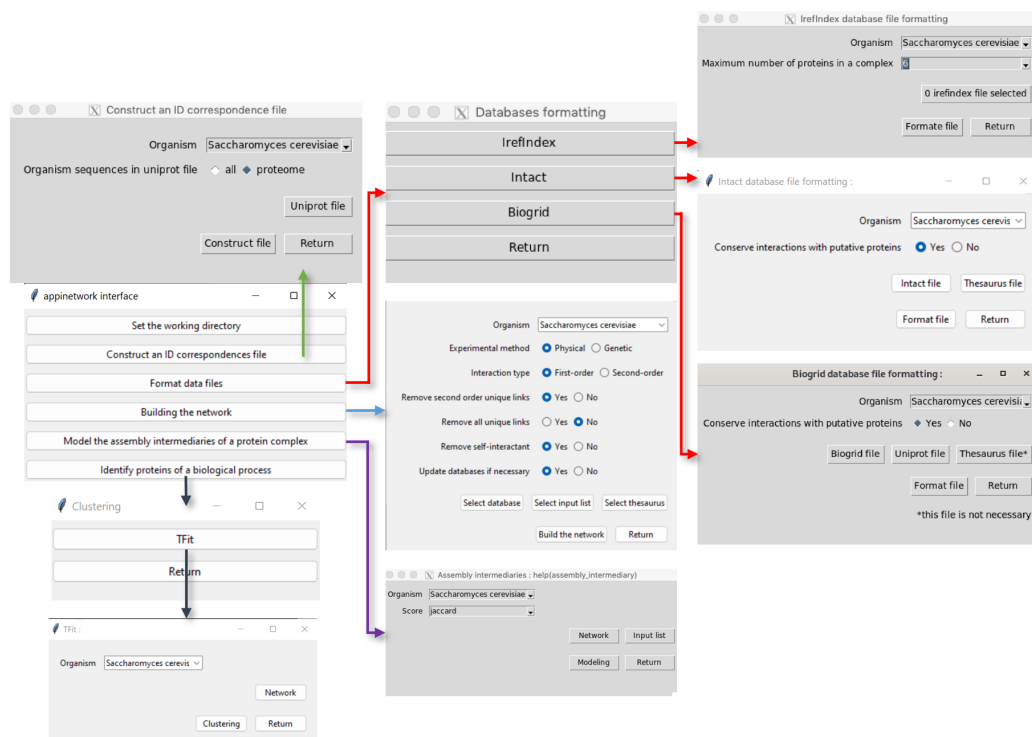 IrefIndex database file formatting
Organism Saccharomyces cerevisiae
Maximum number of proteins in a complex 6
0 irefindex file selected
Formate file Return
Construct an ID correspondence file
Organism Saccharomyces cerevisiae
Organism sequences in uniprot file all proteome
Uniprot file
Construct file Return
Databases formatting
IrefIndex
Intact
Biogrid
Return
Intact database file formatting :
Organism Saccharomyces cerevis
Conserve interactions with putative proteins Yes No
Intact file Thesaurus file
Format file Return
appinetwork interface
Set the working directory
Construct an ID correspondences file
Format data files
Building the network
Model the assembly intermediaries of a protein complex
Identify proteins of a biological process
Organism Saccharomyces cerevisiae
Experimental method Physical Genetic
Interaction type First-order Second-order
Remove second order unique links Yes No
Remove all unique links Yes No
Remove self-interactant Yes No
Update databases if necessary Yes No
Select database Select input list Select thesaurus
Build the network Return
Biogrid database file formatting :
Organism Saccharomyces cerevisia
Conserve interactions with putative proteins Yes No
Biogrid file Uniprot file Thesaurus file*
Format file Return
*this file is not necessary
Clustering
TFit
Return
Assembly intermediaries : help(assembly_intermediary)
Organism Saccharomyces cerevisiae
Score jaccard
Network Input list
Modeling Return
TFit :
Organism Saccharomyces cerevis
Network
Clustering Return